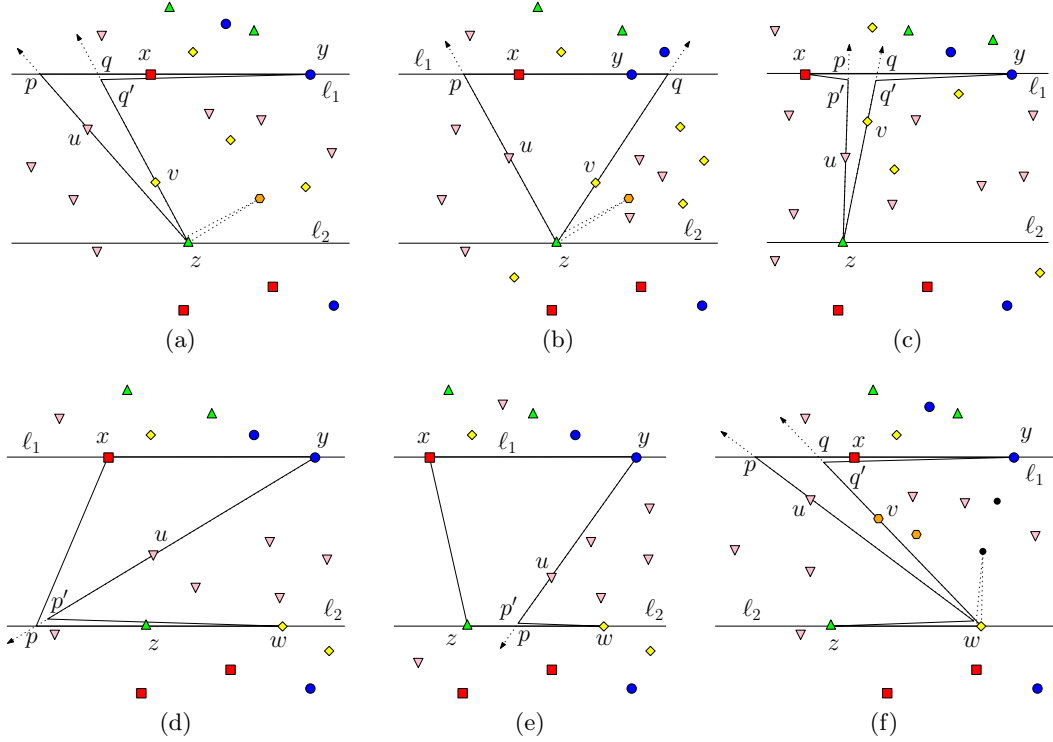 x y
p q q′ ℓ₁
u
v
ℓ₂
z
(a)
ℓ₁ x y
p q
u
v
ℓ₂
z
(b)
x p q y
p′ q′ ℓ₁
v
u
ℓ₂
z
(c)
ℓ₁ x y
u
p′ ℓ₂
p z w
(d)
x ℓ₁ y
u
p′ ℓ₂
z p w
(e)
q x y
p q′ ℓ₁
u v
ℓ₂
z w
(f)